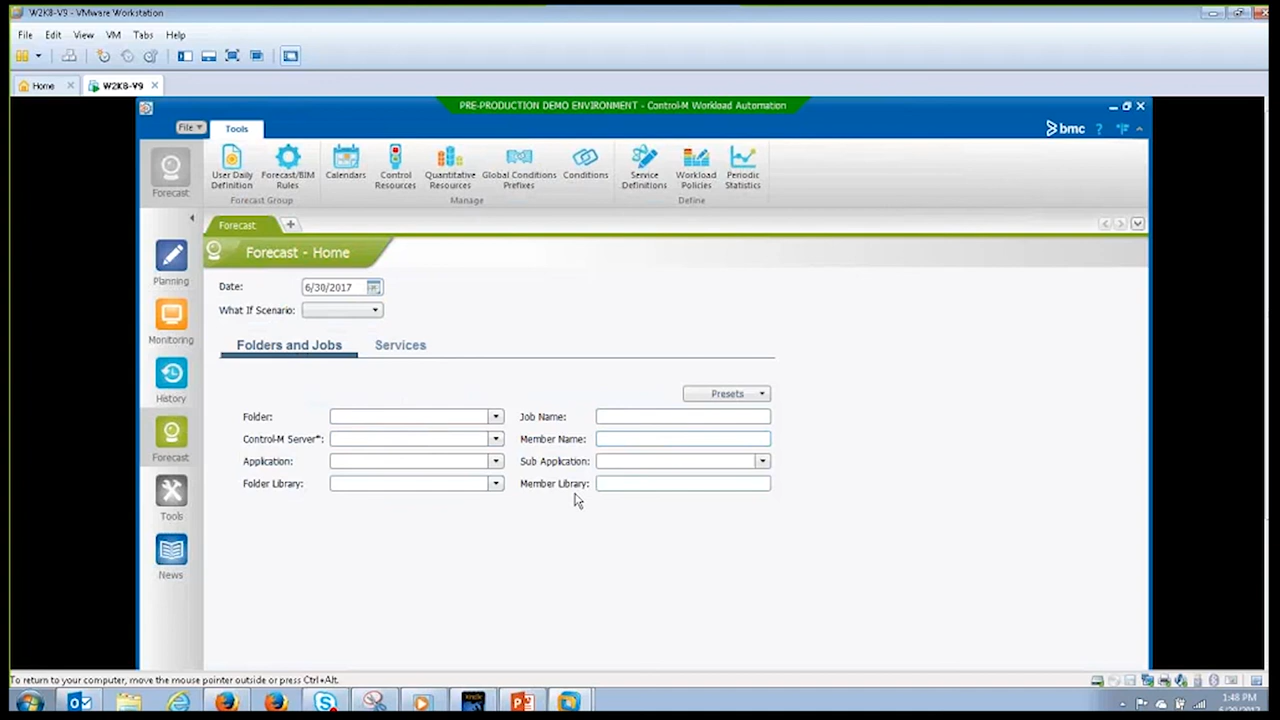 W2K8-V9 - VMware Workstation
File Edit View VM Tabs Help
Home W2K8-V9
PRE-PRODUCTION DEMO ENVIRONMENT - Control-M Workload Automation
File Tools bmc ?
Forecast
User Daily Definition
Forecast/BIM Rules
Forecast Group
Calendars
Control Resources
Quantitative Resources
Global Conditions Prefixes
Conditions
Manage
Service Definitions
Workload Policies
Periodic Statistics
Define
Forecast +
Forecast - Home
Planning
Monitoring
History
Forecast
Tools
News
Date: 6/30/2017
What If Scenario:
Folders and Jobs Services
Presets
Folder: Job Name:
Control-M Server*: Member Name:
Application: Sub Application:
Folder Library: Member Library:
To return to your computer, move the mouse pointer outside or press Ctrl+Alt.
1:48 PM